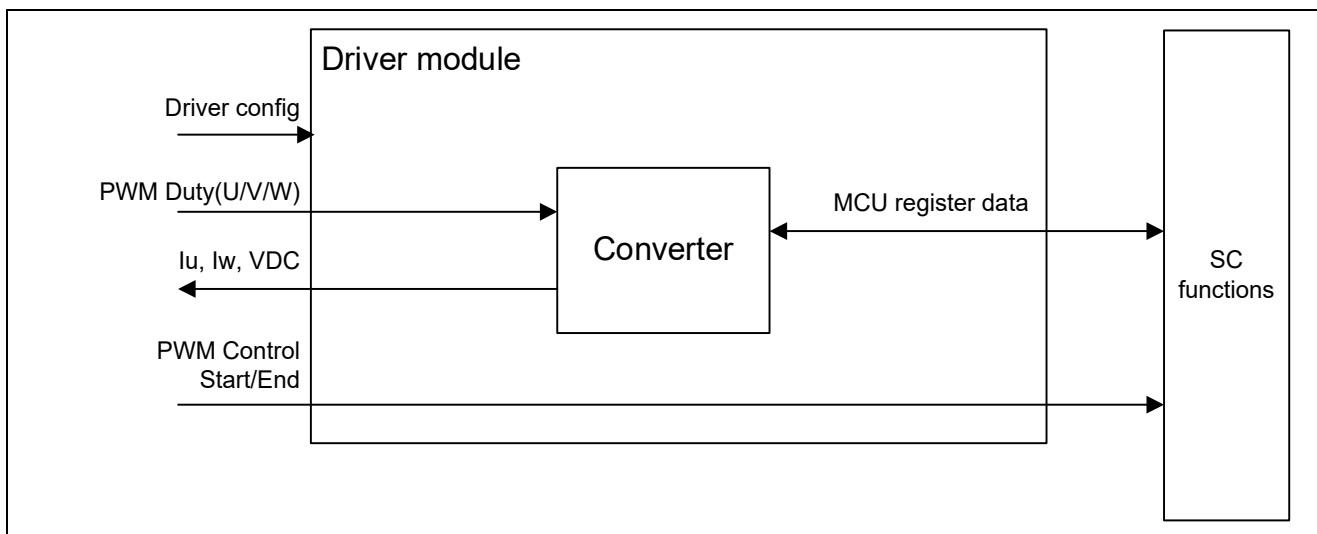 Driver module
Driver config
PWM Duty(U/V/W)
Iu, Iw, VDC
PWM Control
Start/End
Converter
MCU register data
SC
functions